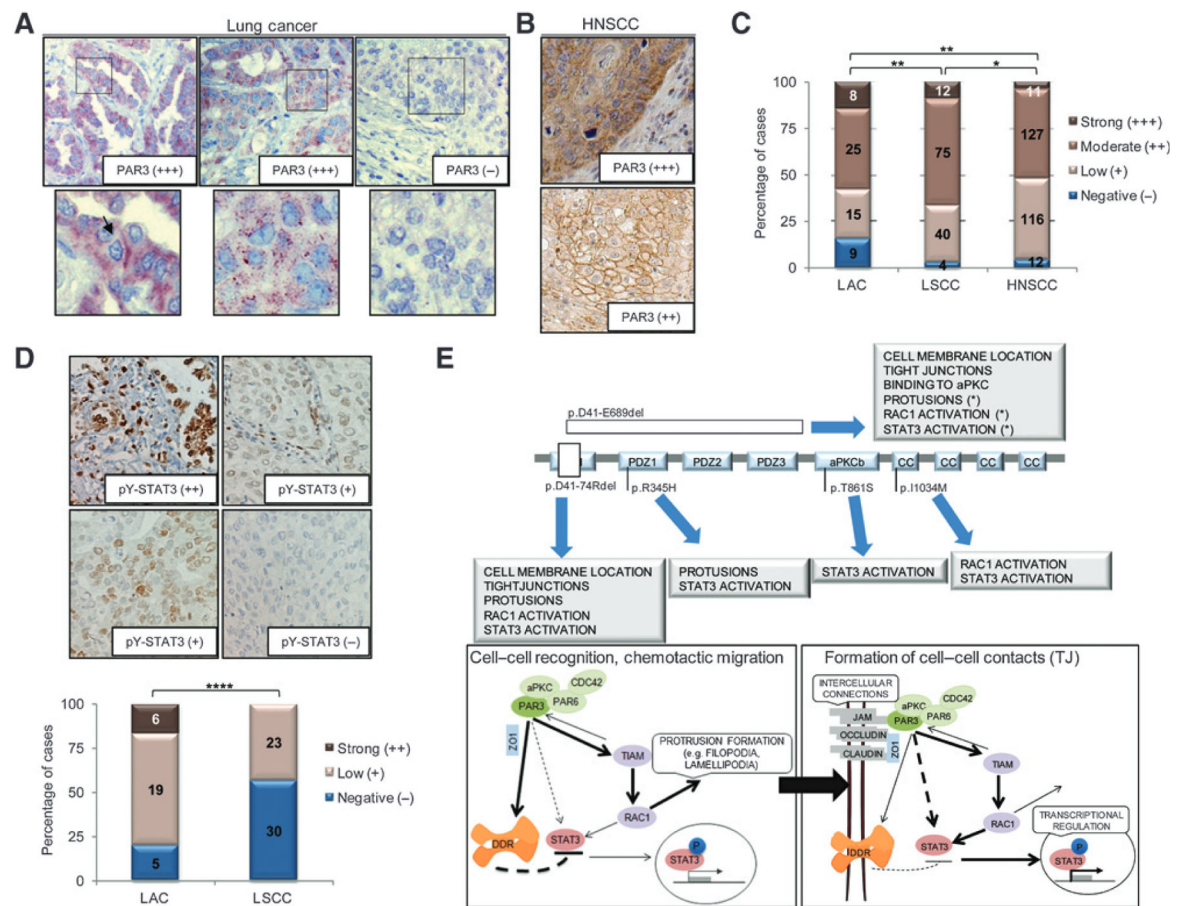 A
Lung cancer
PAR3 (+++)
PAR3 (+++)
PAR3 (–)
B
HNSCC
PAR3 (+++)
PAR3 (++)
C
**
**
*
Percentage of cases
100
75
50
25
0
8
25
15
9
12
75
40
4
11
127
116
12
LAC
LSCC
HNSCC
Strong (+++)
Moderate (++)
Low (+)
Negative (–)
D
pY-STAT3 (++)
pY-STAT3 (+)
pY-STAT3 (+)
pY-STAT3 (–)
****
Percentage of cases
100
75
50
25
0
6
19
5
23
30
LAC
LSCC
Strong (++)
Low (+)
Negative (–)
E
CELL MEMBRANE LOCATION
TIGHT JUNCTIONS
BINDING TO aPKC
PROTUSIONS (*)
RAC1 ACTIVATION (*)
STAT3 ACTIVATION (*)
p.D41-E689del
PDZ1
PDZ2
PDZ3
aPKCb
CC
CC
CC
CC
p.D41-74Rdel
p.R345H
p.T861S
p.I1034M
CELL MEMBRANE LOCATION
TIGHTJUNCTIONS
PROTUSIONS
RAC1 ACTIVATION
STAT3 ACTIVATION
PROTUSIONS
STAT3 ACTIVATION
STAT3 ACTIVATION
RAC1 ACTIVATION
STAT3 ACTIVATION
Cell–cell recognition, chemotactic migration
aPKC
CDC42
PAR3
PAR6
ZO1
TIAM
PROTRUSION FORMATION
(e.g. FILOPODIA,
LAMELLIPODIA)
RAC1
DDR
STAT3
P
STAT3
Formation of cell–cell contacts (TJ)
INTERCELLULAR
CONNECTIONS
aPKC
CDC42
JAM
PAR3
PAR6
OCCLUDIN
ZO1
CLAUDIN
TIAM
RAC1
TRANSCRIPTIONAL
REGULATION
DDR
STAT3
P
STAT3